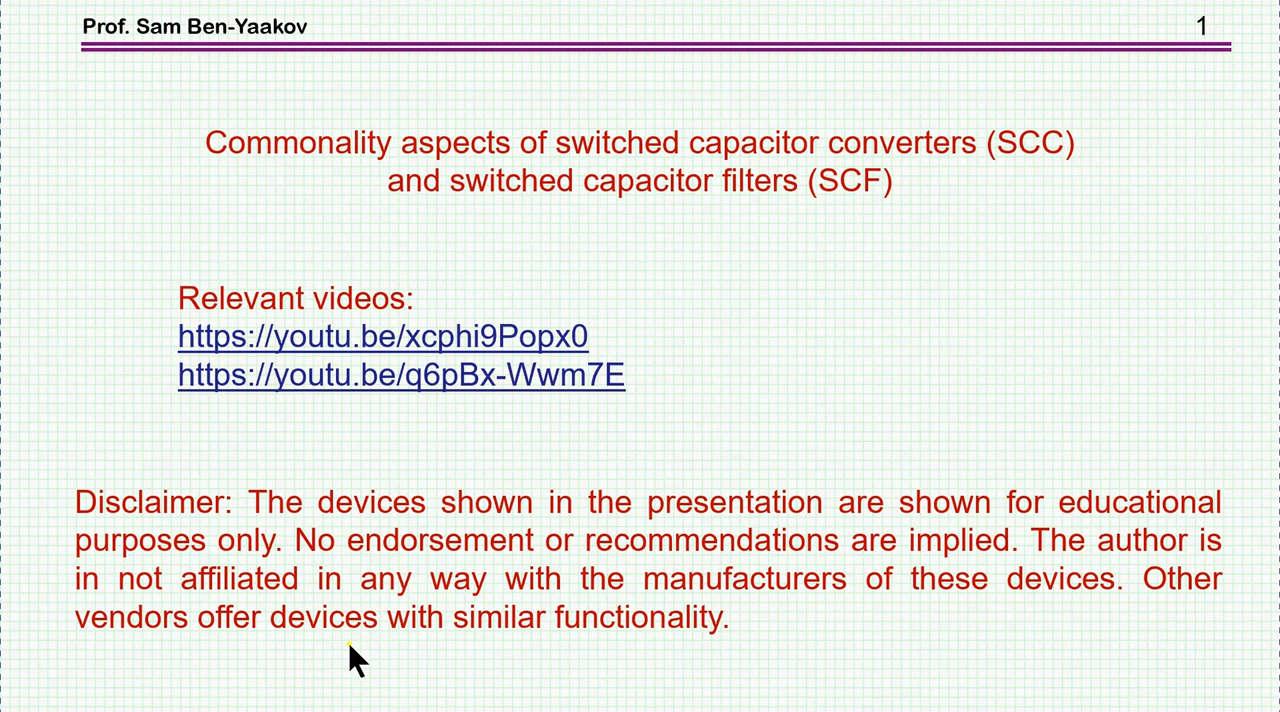 Prof. Sam Ben-Yaakov
1
Commonality aspects of switched capacitor converters (SCC)
and switched capacitor filters (SCF)
Relevant videos:
https://youtu.be/xcphi9Popx0
https://youtu.be/q6pBx-Wwm7E
Disclaimer: The devices shown in the presentation are shown for educational
purposes only. No endorsement or recommendations are implied. The author is
in not affiliated in any way with the manufacturers of these devices. Other
vendors offer devices with similar functionality.